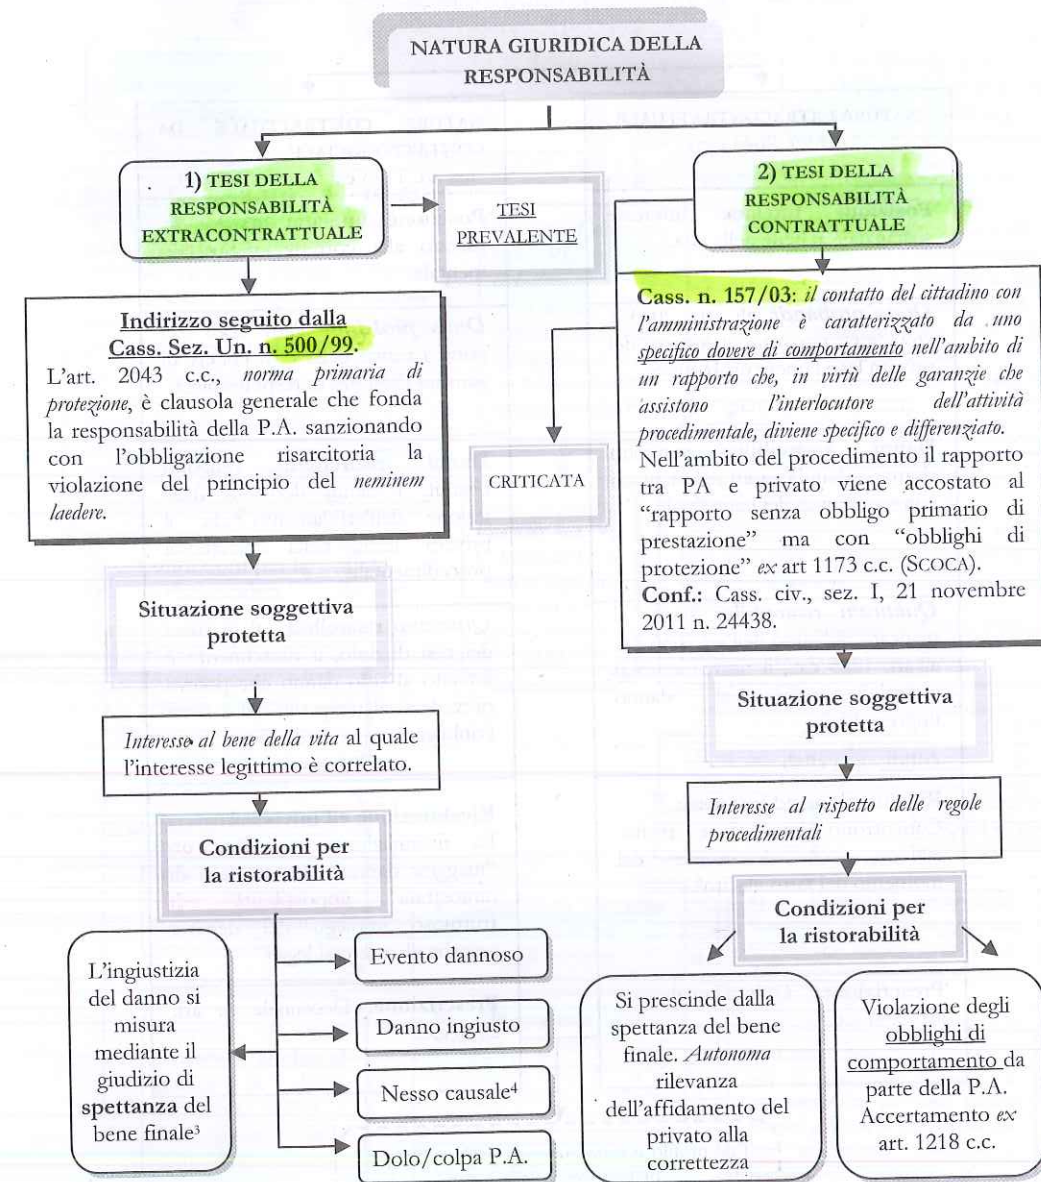 NATURA GIURIDICA DELLA
RESPONSABILITÀ
1) TESI DELLA
RESPONSABILITÀ
EXTRACONTRATTUALE
TESI
PREVALENTE
2) TESI DELLA
RESPONSABILITÀ
CONTRATTUALE
Indirizzo seguito dalla
Cass. Sez. Un. n. 500/99.
L'art. 2043 c.c., norma primaria di
protezione, è clausola generale che fonda
la responsabilità della P.A. sanzionando
con l'obbligazione risarcitoria la
violazione del principio del neminem
laedere.
CRITICATA
Cass. n. 157/03: il contatto del cittadino con
l'amministrazione è caratterizzato da uno
specifico dovere di comportamento nell'ambito di
un rapporto che, in virtù delle garanzie che
assistono l'interlocutore dell'attività
procedimentale, diviene specifico e differenziato.
Nell'ambito del procedimento il rapporto
tra PA e privato viene accostato al
“rapporto senza obbligo primario di
prestazione” ma con “obblighi di
protezione” ex art 1173 c.c. (SCOCA).
Conf.: Cass. civ., sez. I, 21 novembre
2011 n. 24438.
Situazione soggettiva
protetta
Interesse al bene della vita al quale
l'interesse legittimo è correlato.
Condizioni per
la ristorabilità
L'ingiustizia
del danno si
misura
mediante il
giudizio di
spettanza del
bene finale³
Evento dannoso
Danno ingiusto
Nesso causale⁴
Dolo/colpa P.A.
Situazione soggettiva
protetta
Interesse al rispetto delle regole
procedimentali
Condizioni per
la ristorabilità
Si prescinde dalla
spettanza del bene
finale. Autonoma
rilevanza
dell'affidamento del
privato alla
correttezza
Violazione degli
obblighi di
comportamento da
parte della P.A.
Accertamento ex
art. 1218 c.c.